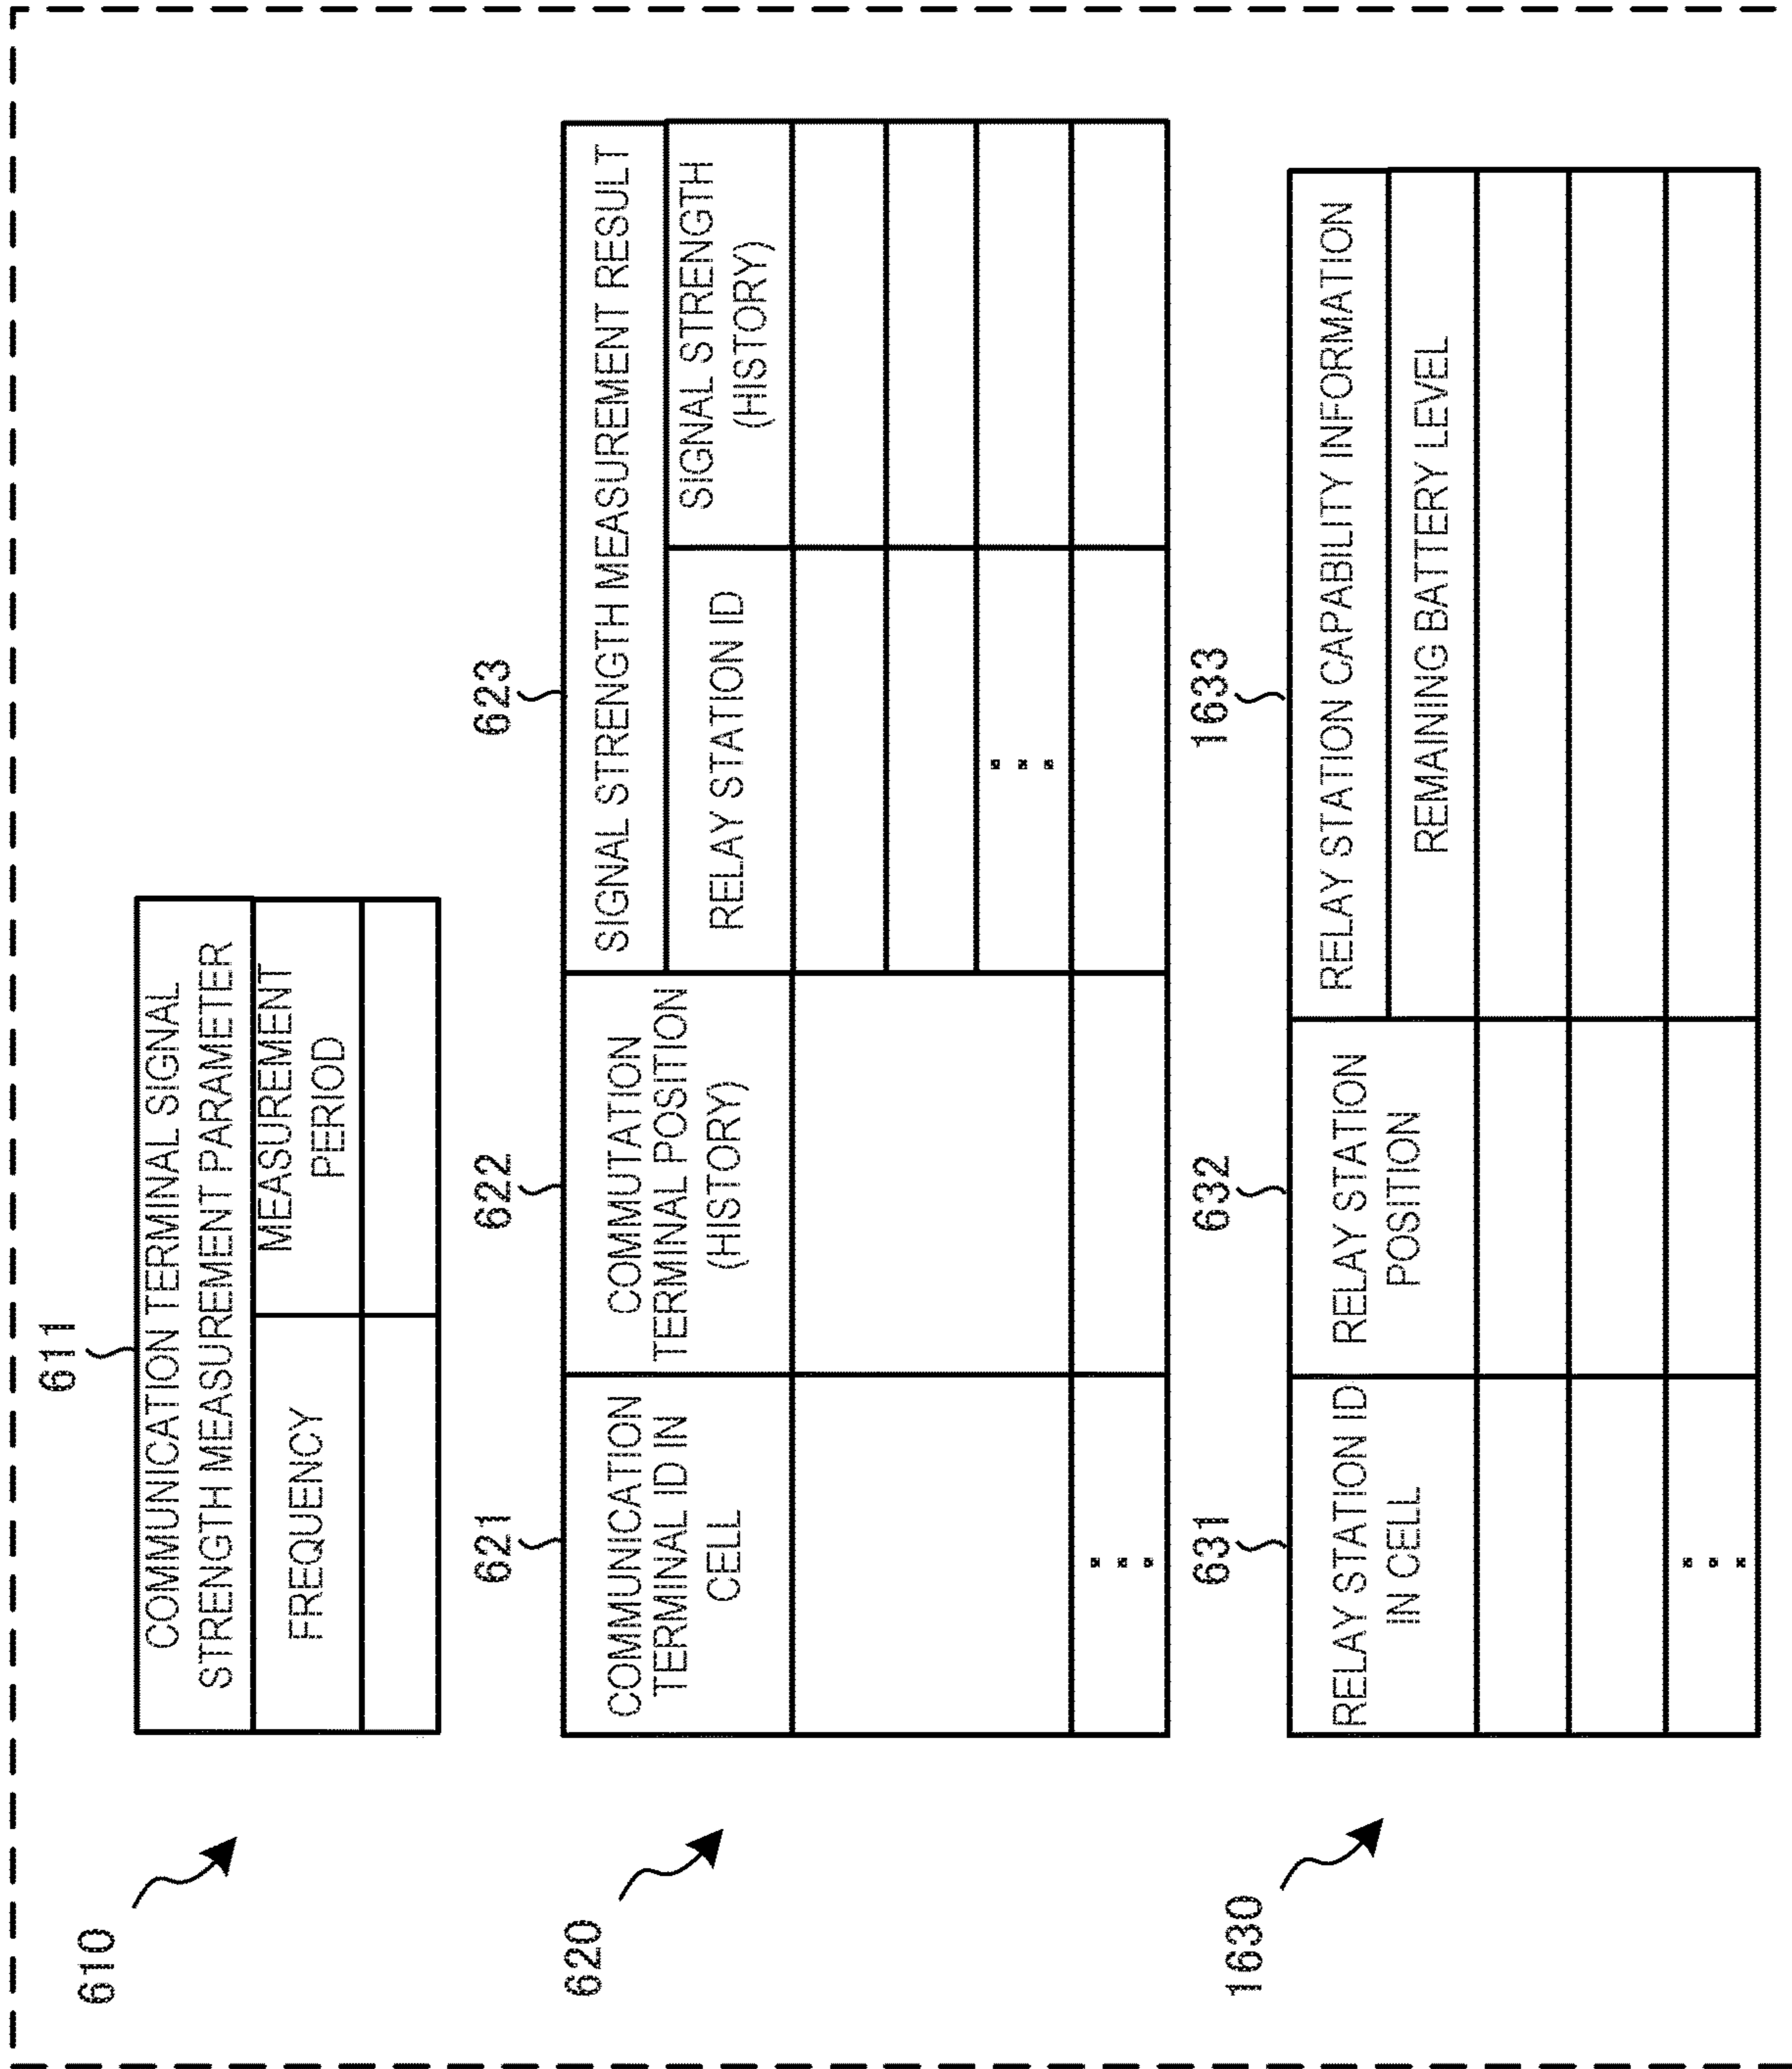 610
611
COMMUNICATION TERMINAL SIGNAL
STRENGTH MEASUREMENT PARAMETER
FREQUENCY
MEASUREMENT
PERIOD
620
621
622
623
COMMUNICATION
TERMINAL ID IN
CELL
COMMUTATION
TERMINAL POSITION
(HISTORY)
SIGNAL STRENGTH MEASUREMENT RESULT
RELAY STATION ID
SIGNAL STRENGTH
(HISTORY)
...
...
1630
631
632
1633
RELAY STATION ID
IN CELL
RELAY STATION
POSITION
RELAY STATION CAPABILITY INFORMATION
REMAINING BATTERY LEVEL
...